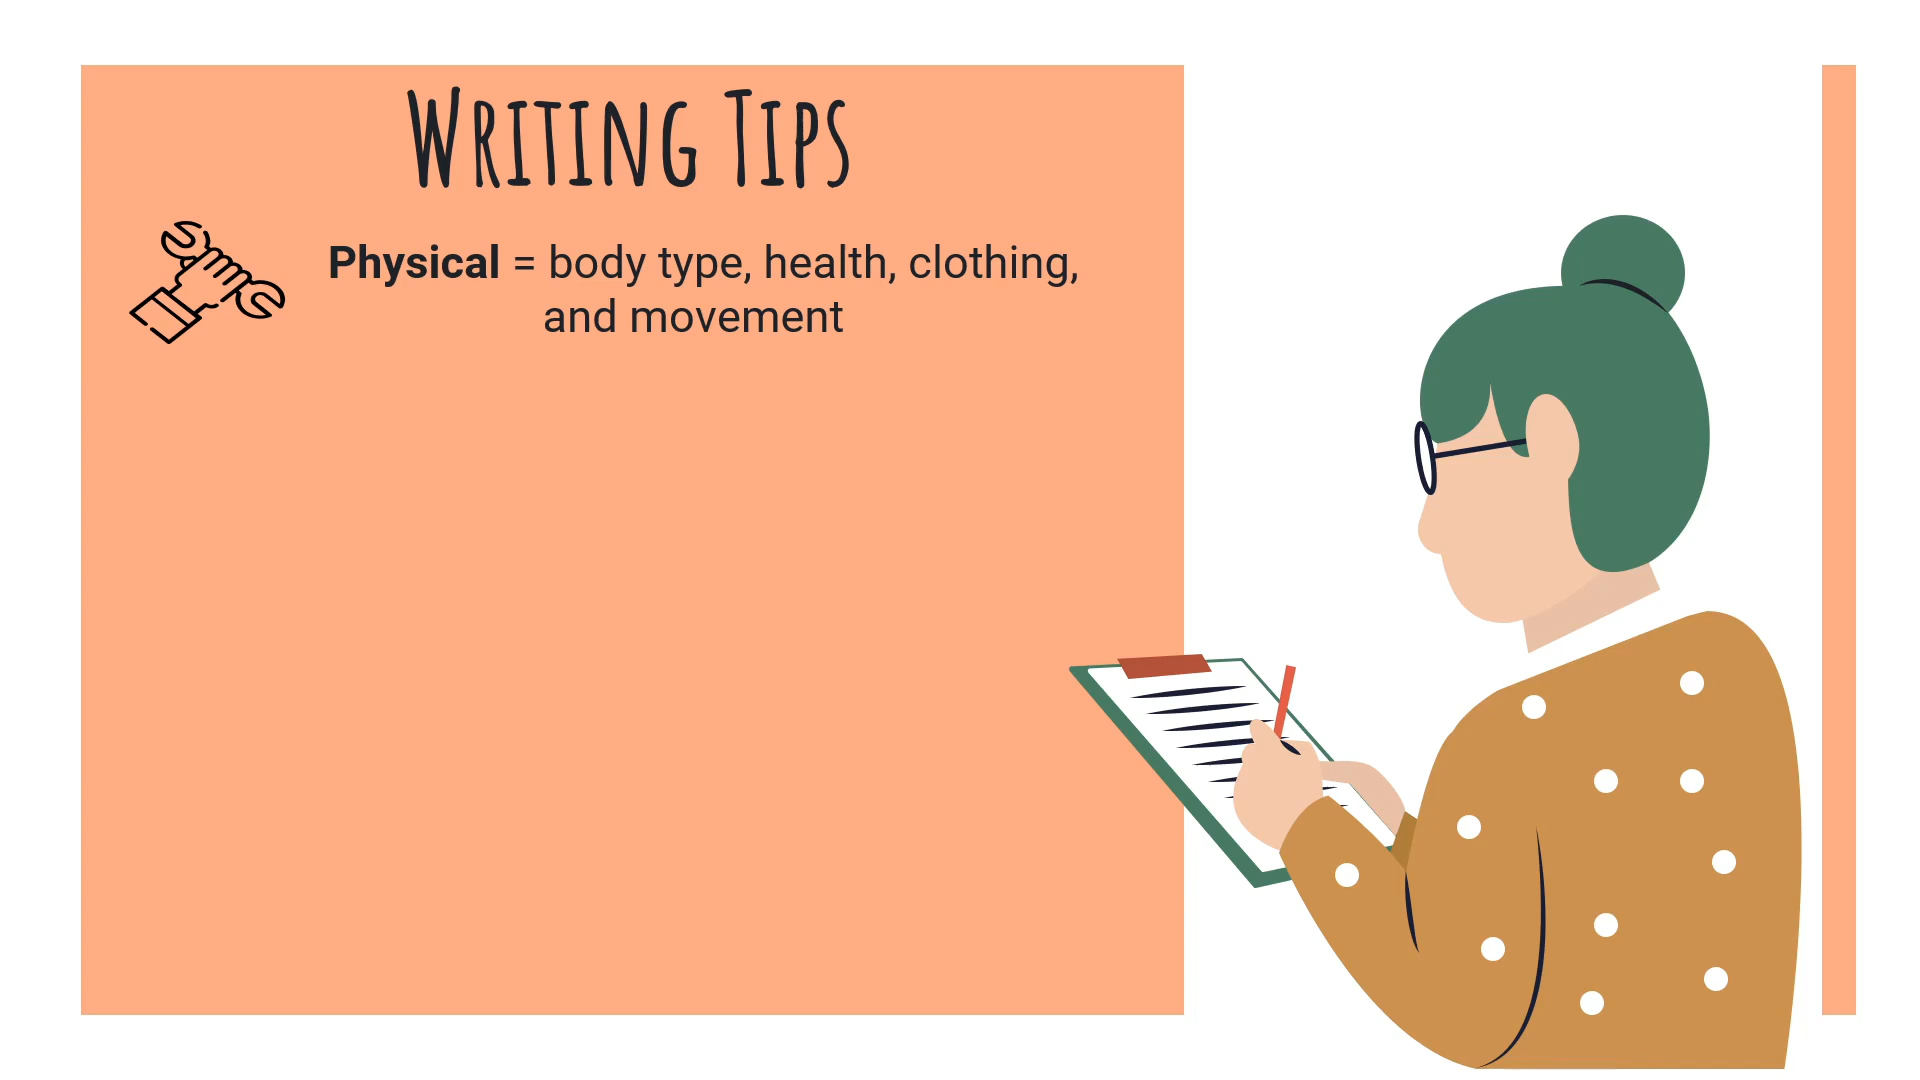 Writing Tips
Physical = body type, health, clothing,
and movement